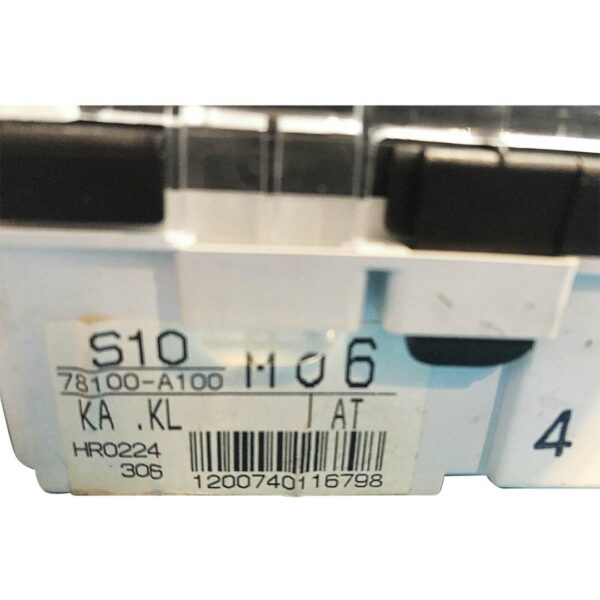 S10 M06
78100-A100
KA .KL AT
HR0224
306
1200740116798
4